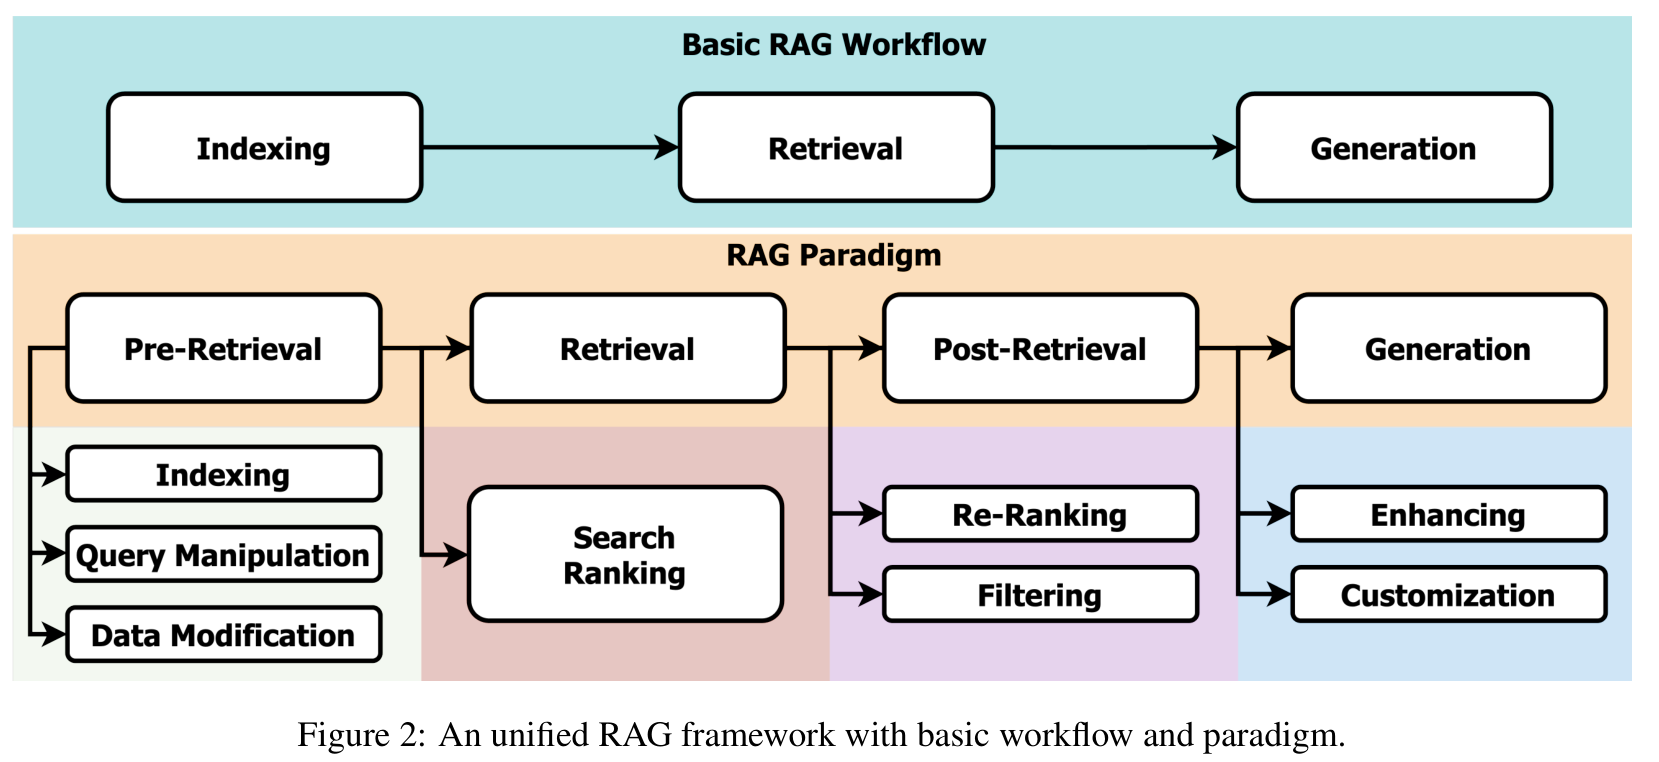 Basic RAG Workflow
Indexing
Retrieval
Generation
RAG Paradigm
Pre-Retrieval
Retrieval
Post-Retrieval
Generation
Indexing
Query Manipulation
Data Modification
Search
Ranking
Re-Ranking
Filtering
Enhancing
Customization
Figure 2: An unified RAG framework with basic workflow and paradigm.